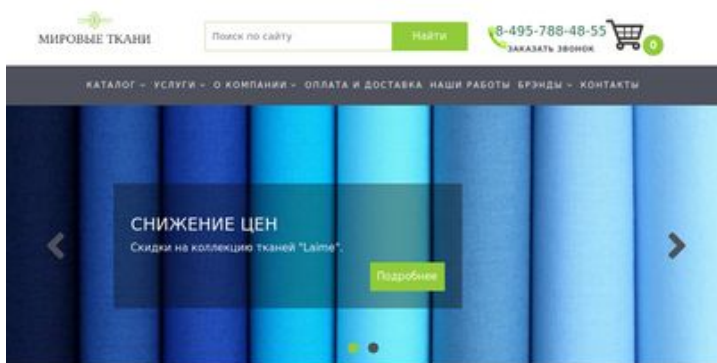 МИРОВЫЕ ТКАНИ
Поиск по сайту
Найти
8-495-788-48-55
ЗАКАЗАТЬ ЗВОНОК
0
КАТАЛОГ УСЛУГИ О КОМПАНИИ ОПЛАТА И ДОСТАВКА НАШИ РАБОТЫ БРЭНДЫ КОНТАКТЫ
СНИЖЕНИЕ ЦЕН
Скидки на коллекцию тканей "Laime".
Подробнее